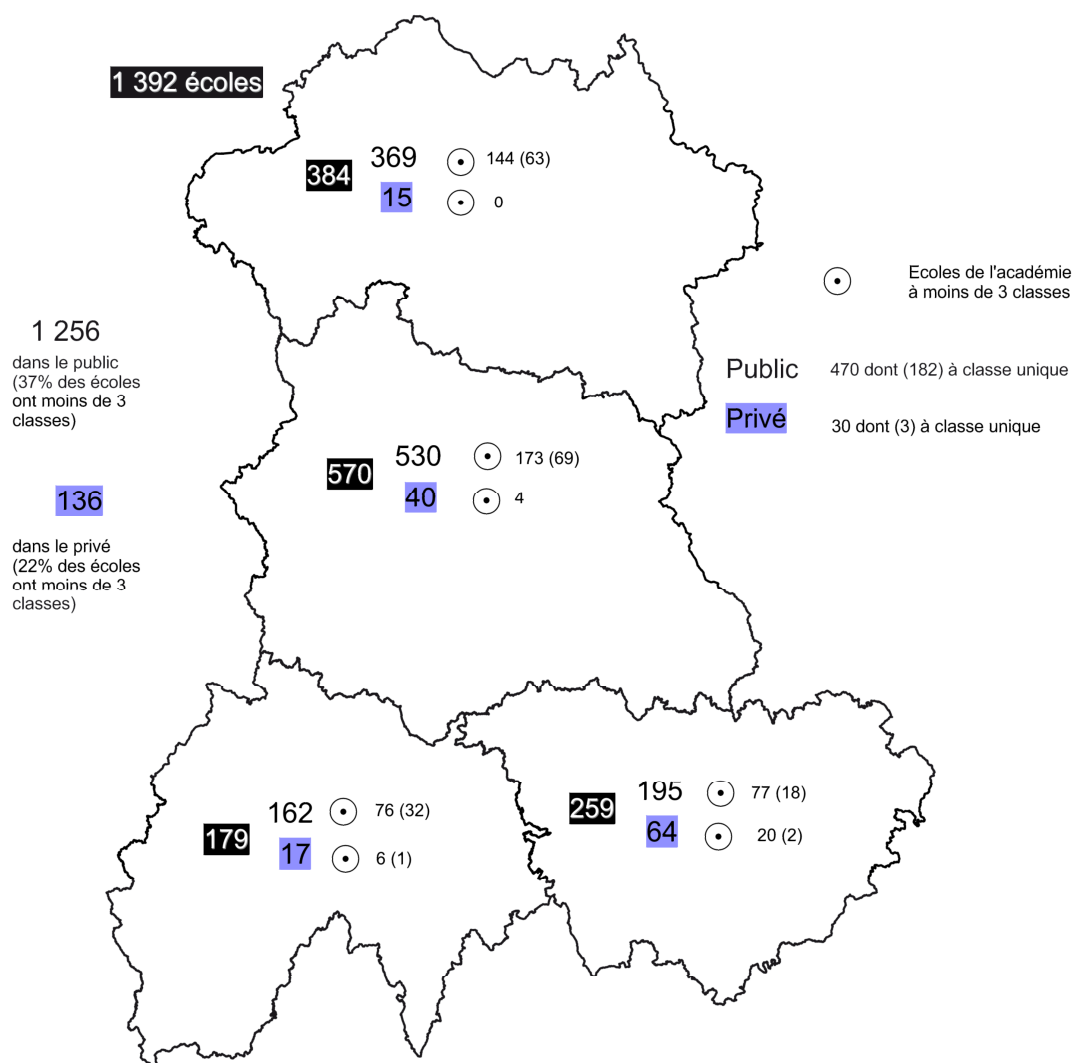 1 392 écoles
369
144 (63)
384
15
0
Ecoles de l'académie
à moins de 3 classes
1 256
dans le public
(37% des écoles
ont moins de 3
classes)
Public
470 dont (182) à classe unique
Privé
30 dont (3) à classe unique
530
173 (69)
570
40
4
136
dans le privé
(22% des écoles
ont moins de 3
classes)
162
76 (32)
179
17
6 (1)
195
77 (18)
259
64
20 (2)